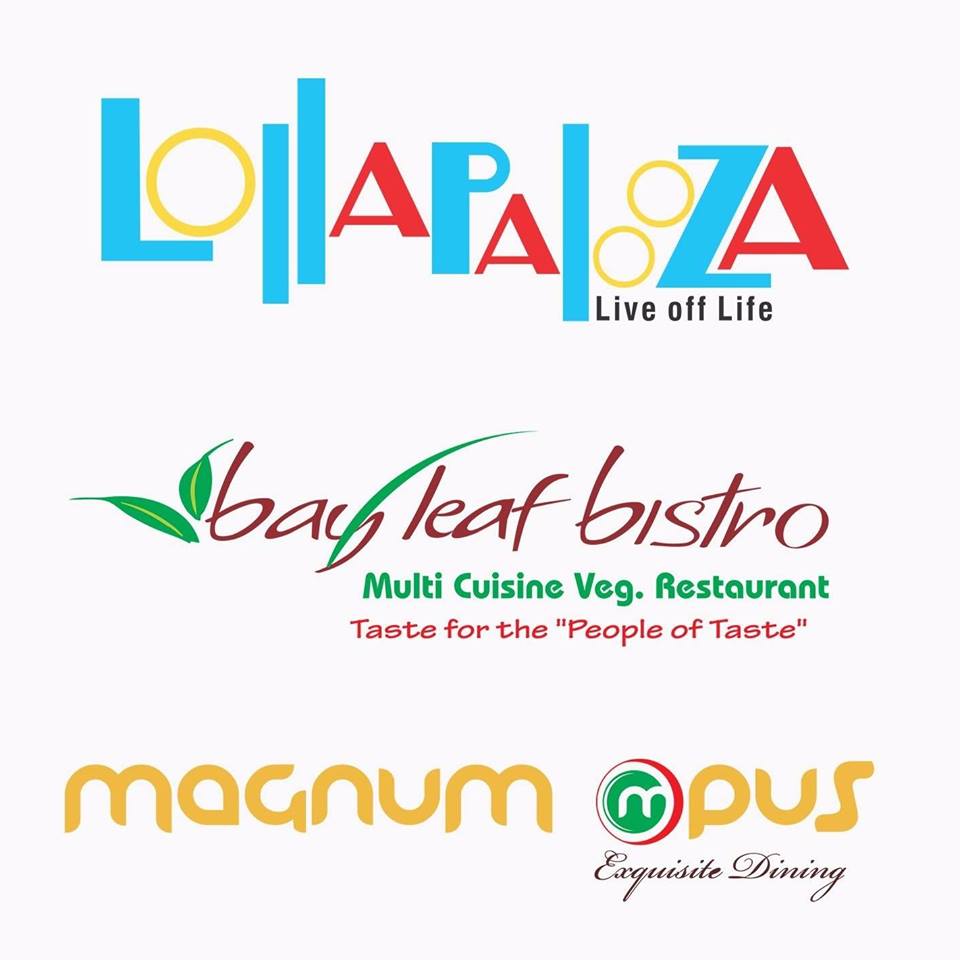 LOllAPAlOOZA
Live off Life
bay leaf bistro
Multi Cuisine Veg. Restaurant
Taste for the "People of Taste"
magnum opus
m
Exquisite Dining